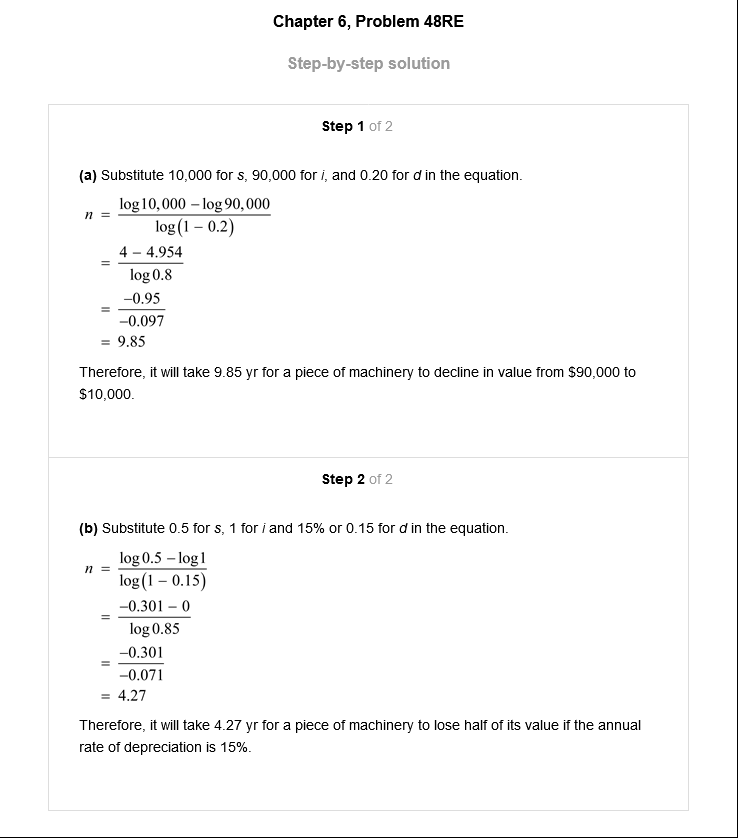 Chapter 6, Problem 48RE
Step-by-step solution
Step 1 of 2
(a) Substitute 10,000 for s, 90,000 for i, and 0.20 for d in the equation.
n = (log 10,000 − log 90,000) / (log(1 − 0.2))
= (4 − 4.954) / (log 0.8)
= (−0.95) / (−0.097)
= 9.85
Therefore, it will take 9.85 yr for a piece of machinery to decline in value from $90,000 to
$10,000.
Step 2 of 2
(b) Substitute 0.5 for s, 1 for i and 15% or 0.15 for d in the equation.
n = (log 0.5 − log 1) / (log(1 − 0.15))
= (−0.301 − 0) / (log 0.85)
= (−0.301) / (−0.071)
= 4.27
Therefore, it will take 4.27 yr for a piece of machinery to lose half of its value if the annual
rate of depreciation is 15%.